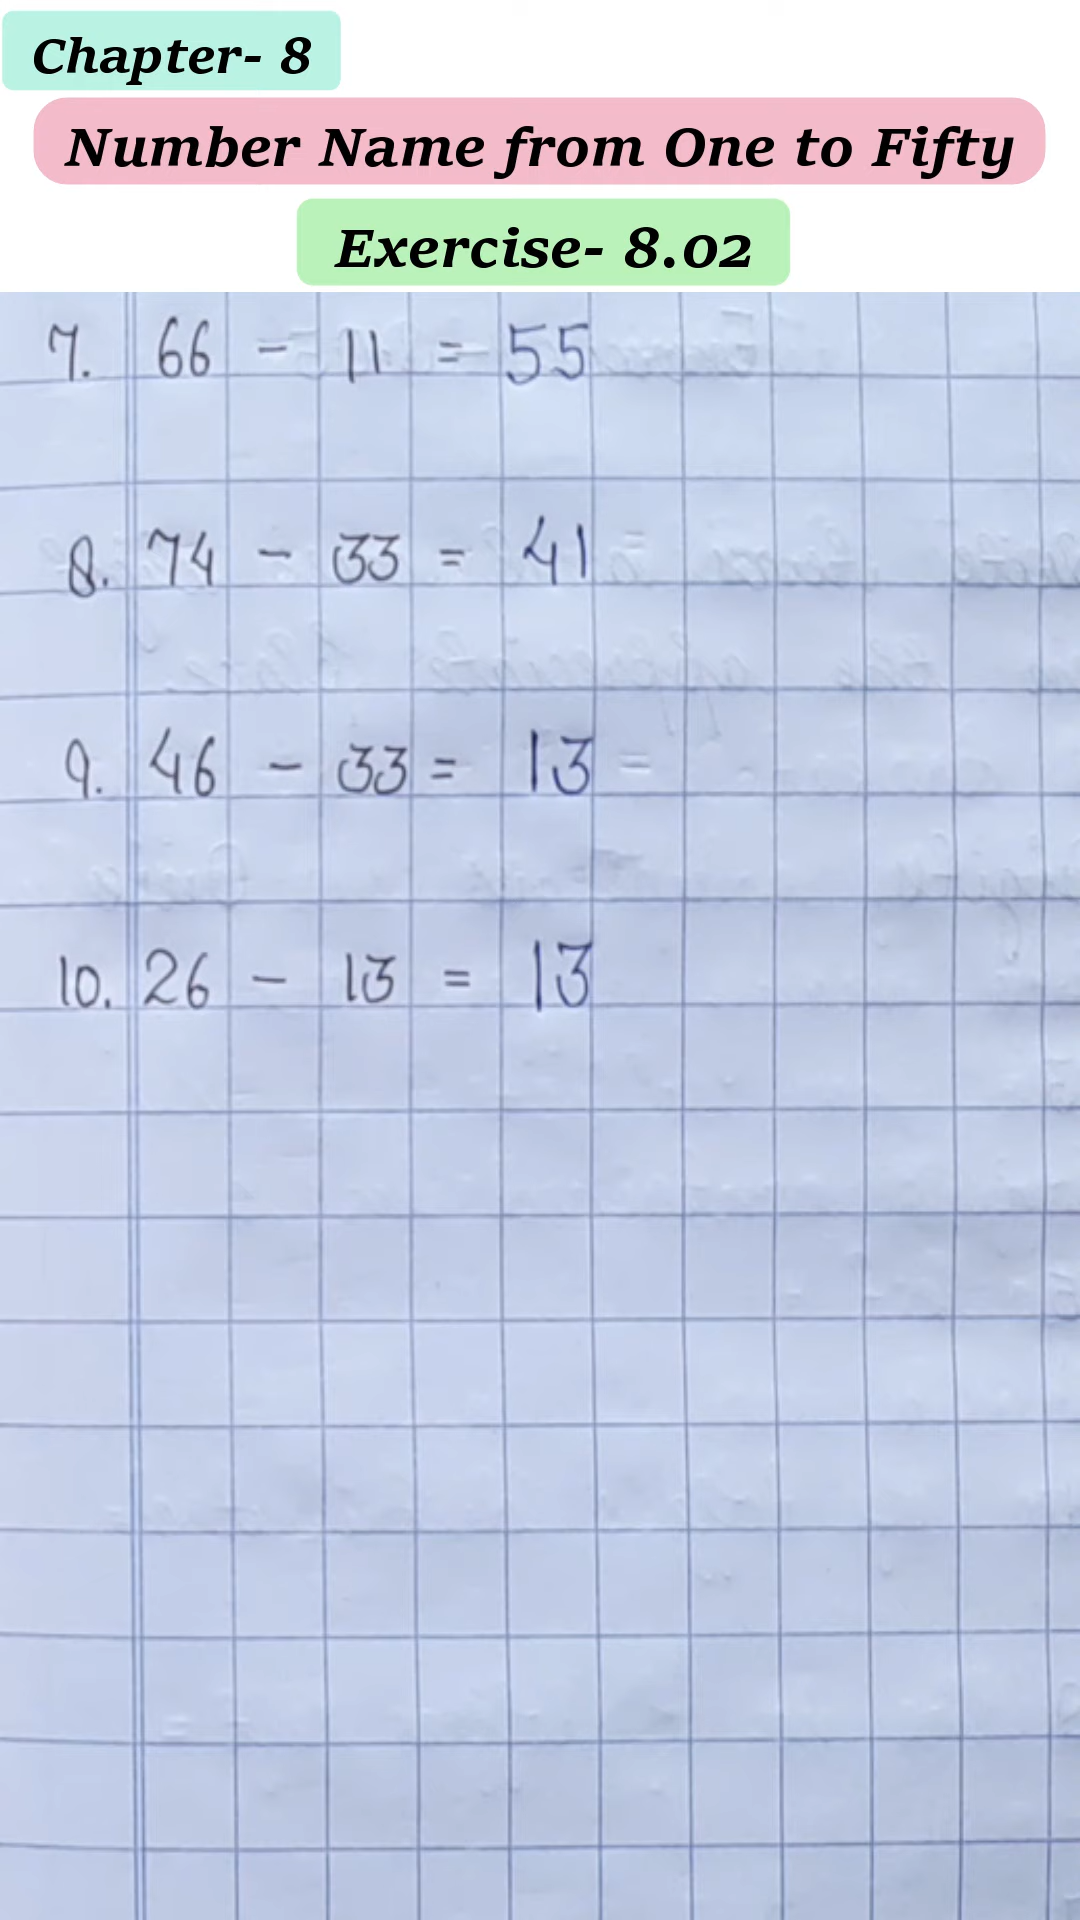 Chapter- 8
Number Name from One to Fifty
Exercise- 8.02
7. 66 - 11 = 55
8. 74 - 33 = 41
9. 46 - 33 = 13
10. 26 - 13 = 13